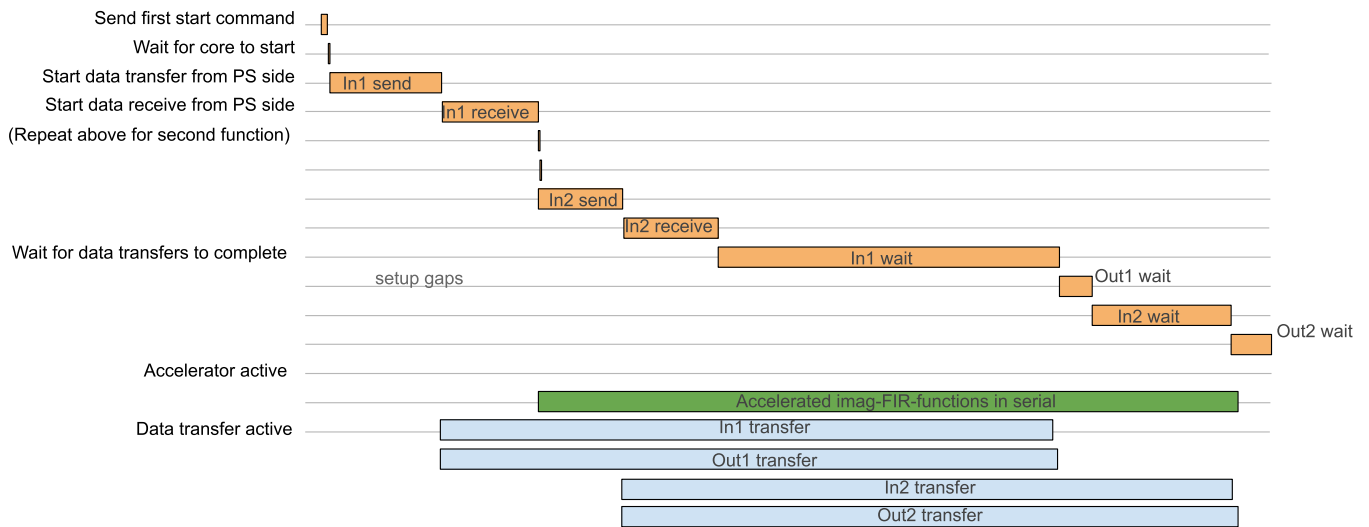 Send first start command
Wait for core to start
Start data transfer from PS side
In1 send
Start data receive from PS side
In1 receive
(Repeat above for second function)
In2 send
In2 receive
Wait for data transfers to complete
In1 wait
setup gaps
Out1 wait
In2 wait
Out2 wait
Accelerator active
Accelerated imag-FIR-functions in serial
Data transfer active
In1 transfer
Out1 transfer
In2 transfer
Out2 transfer